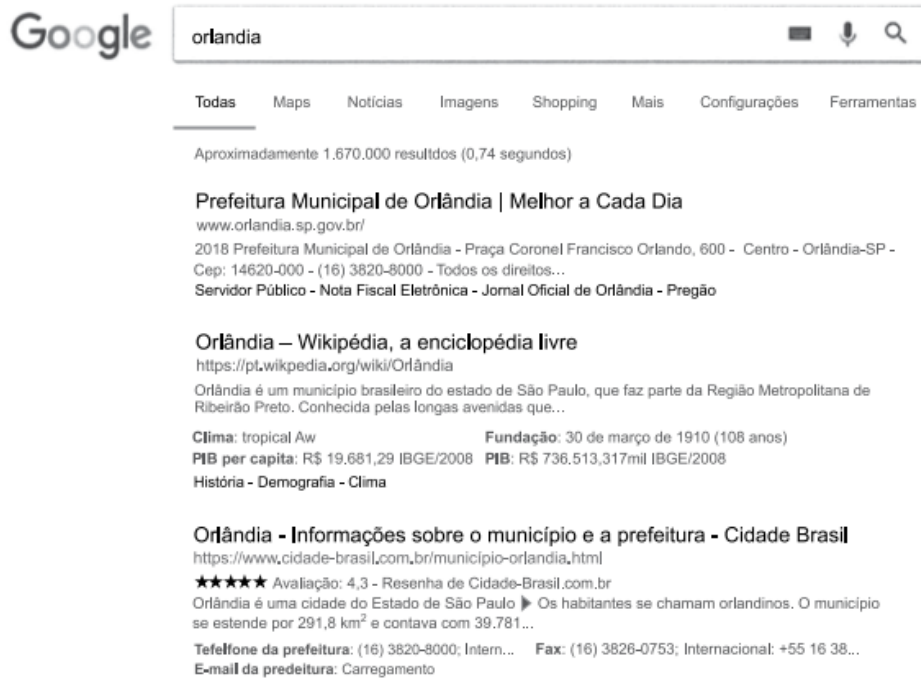 Google
orlandia
Todas Maps Notícias Imagens Shopping Mais Configurações Ferramentas
Aproximadamente 1.670.000 resultdos (0,74 segundos)
Prefeitura Municipal de Orlândia | Melhor a Cada Dia
www.orlandia.sp.gov.br/
2018 Prefeitura Municipal de Orlândia - Praça Coronel Francisco Orlando, 600 - Centro - Orlândia-SP -
Cep: 14620-000 - (16) 3820-8000 - Todos os direitos...
Servidor Público - Nota Fiscal Eletrônica - Jornal Oficial de Orlândia - Pregão
Orlândia – Wikipédia, a enciclopédia livre
https://pt.wikpedia.org/wiki/Orlândia
Orlândia é um município brasileiro do estado de São Paulo, que faz parte da Região Metropolitana de
Ribeirão Preto. Conhecida pelas longas avenidas que...
Clima: tropical Aw Fundação: 30 de março de 1910 (108 anos)
PIB per capita: R$ 19.681,29 IBGE/2008 PIB: R$ 736.513,317mil IBGE/2008
História - Demografia - Clima
Orlândia - Informações sobre o município e a prefeitura - Cidade Brasil
https://www.cidade-brasil.com.br/município-orlandia.html
★★★★★ Avaliação: 4,3 - Resenha de Cidade-Brasil.com.br
Orlândia é uma cidade do Estado de São Paulo ▶ Os habitantes se chamam orlandinos. O município
se estende por 291,8 km² e contava com 39.781...
Tefelfone da prefeitura: (16) 3820-8000; Intern... Fax: (16) 3826-0753; Internacional: +55 16 38...
E-mail da predeitura: Carregamento